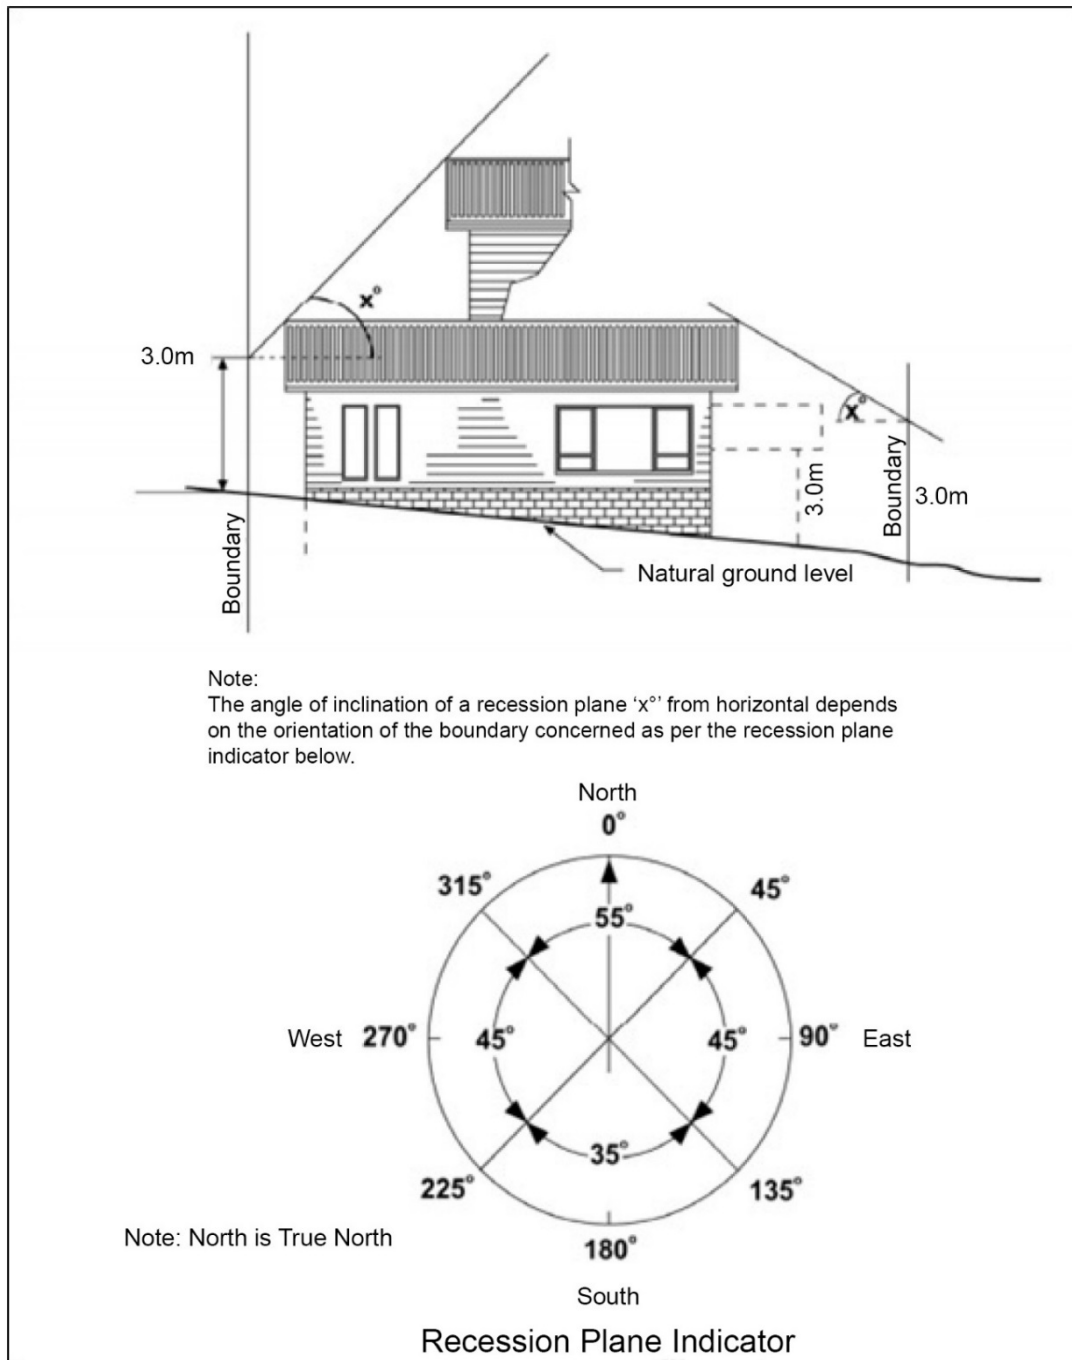 x°
3.0m
x°
3.0m
Boundary
3.0m
Boundary
Natural ground level
Note:
The angle of inclination of a recession plane ‘x°’ from horizontal depends
on the orientation of the boundary concerned as per the recession plane
indicator below.
North
0°
315°
45°
55°
West 270° 45° 45° 90° East
35°
225°
135°
Note: North is True North
180°
South
Recession Plane Indicator